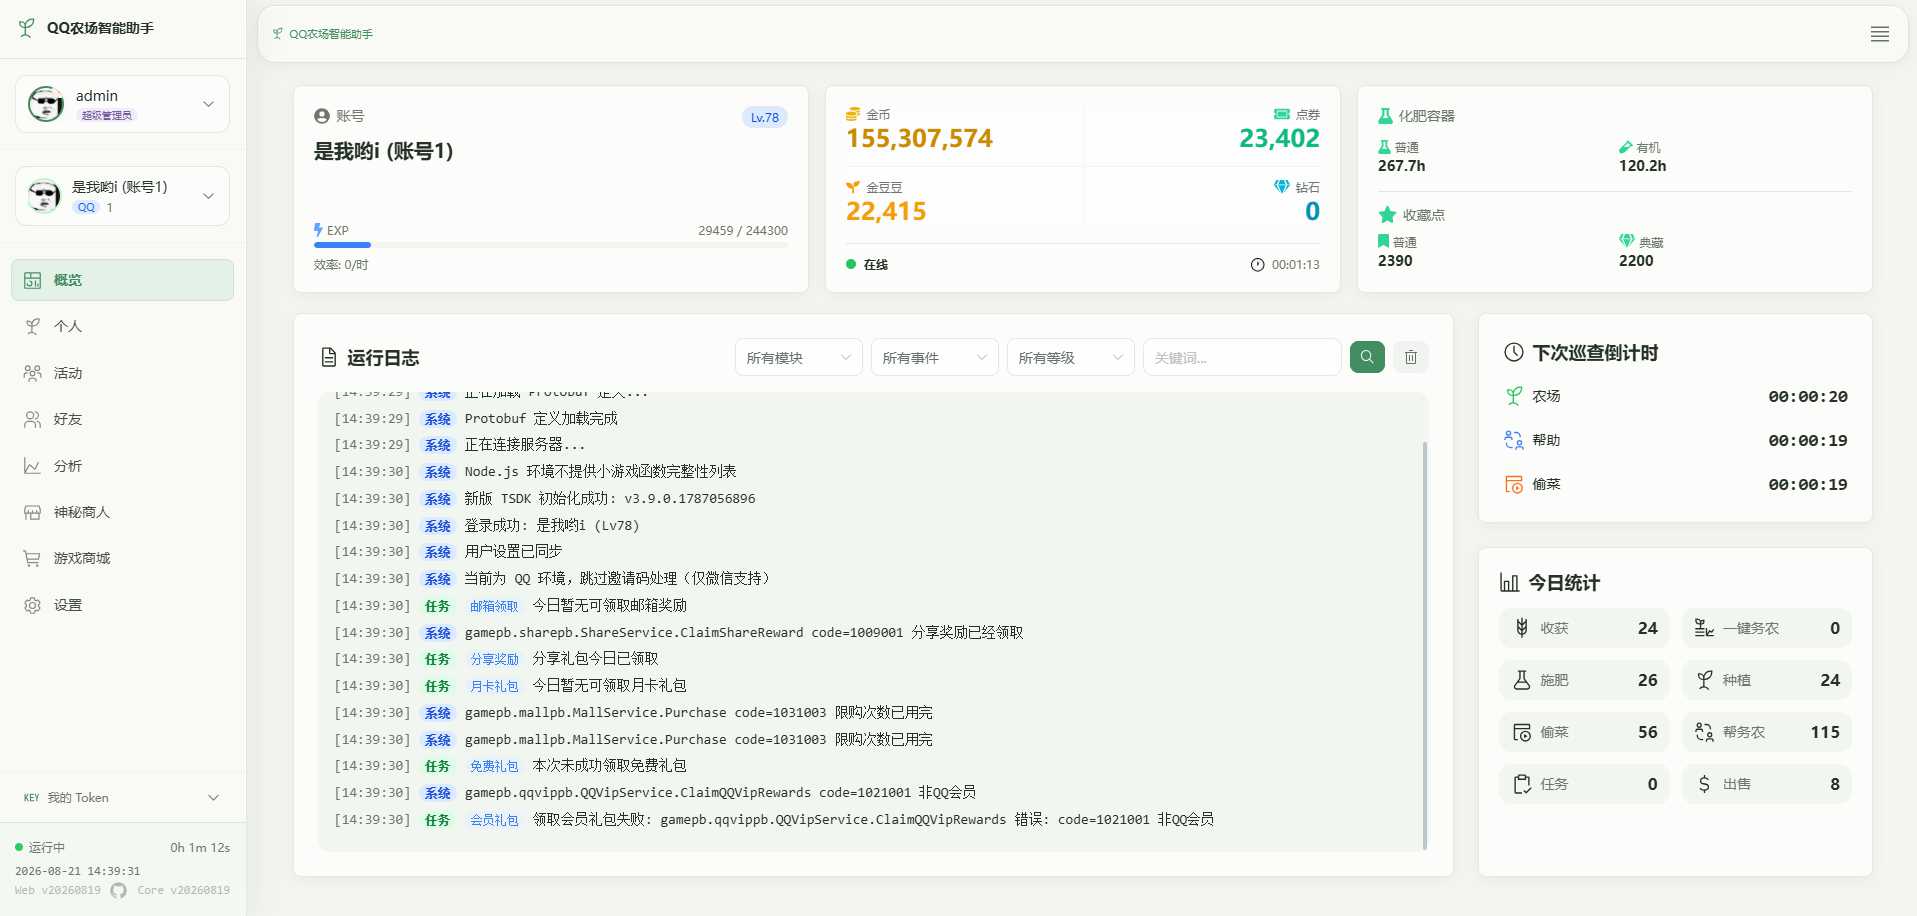 QQ农场智能助手
admin
超级管理员
是我哟i (账号1)
QQ 1
概览
个人
活动
好友
分析
神秘商人
游戏商城
设置
KEY 我的 Token
运行中 0h 1m 12s
2026-08-21 14:39:31
Web v20260819 Core v20260819
QQ农场智能助手
账号 Lv.78
是我哟i (账号1)
EXP 29459 / 244300
效率: 0/时
金币 点券
155,307,574 23,402
金豆豆 钻石
22,415 0
在线 00:01:13
化肥容器
普通 有机
267.7h 120.2h
收藏点
普通 典藏
2390 2200
运行日志 所有模块 所有事件 所有等级 关键词...
[14:39:29] 系统 正在加载 Protobuf 定义...
[14:39:29] 系统 Protobuf 定义加载完成
[14:39:29] 系统 正在连接服务器...
[14:39:30] 系统 Node.js 环境不提供小游戏函数完整性列表
[14:39:30] 系统 新版 TSDK 初始化成功: v3.9.0.1787056896
[14:39:30] 系统 登录成功: 是我哟i (Lv78)
[14:39:30] 系统 用户设置已同步
[14:39:30] 系统 当前为 QQ 环境，跳过邀请码处理（仅微信支持）
[14:39:30] 任务 邮箱领取 今日暂无可领取邮箱奖励
[14:39:30] 系统 gamepb.sharepb.ShareService.ClaimShareReward code=1009001 分享奖励已经领取
[14:39:30] 任务 分享奖励 分享礼包今日已领取
[14:39:30] 任务 月卡礼包 今日暂无可领取月卡礼包
[14:39:30] 系统 gamepb.mallpb.MallService.Purchase code=1031003 限购次数已用完
[14:39:30] 系统 gamepb.mallpb.MallService.Purchase code=1031003 限购次数已用完
[14:39:30] 任务 免费礼包 本次未成功领取免费礼包
[14:39:30] 系统 gamepb.qqvippb.QQVipService.ClaimQQVipRewards code=1021001 非QQ会员
[14:39:30] 任务 会员礼包 领取会员礼包失败: gamepb.qqvippb.QQVipService.ClaimQQVipRewards 错误: code=1021001 非QQ会员
下次巡查倒计时
农场 00:00:20
帮助 00:00:19
偷菜 00:00:19
今日统计
收获 24 一键务农 0
施肥 26 种植 24
偷菜 56 帮务农 115
任务 0 出售 8